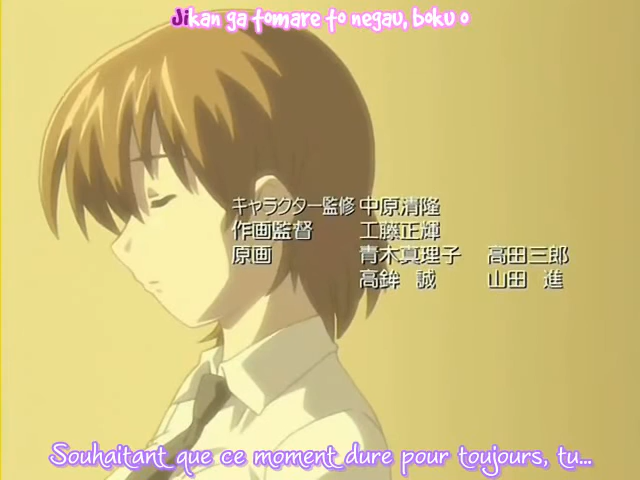 Jikan ga tomare to negau, boku o
キャラクター監修 中原清隆
作画監督 工藤正輝
原画 青木真理子 高田三郎
高鉾 誠 山田 進
Souhaitant que ce moment dure pour toujours, tu...